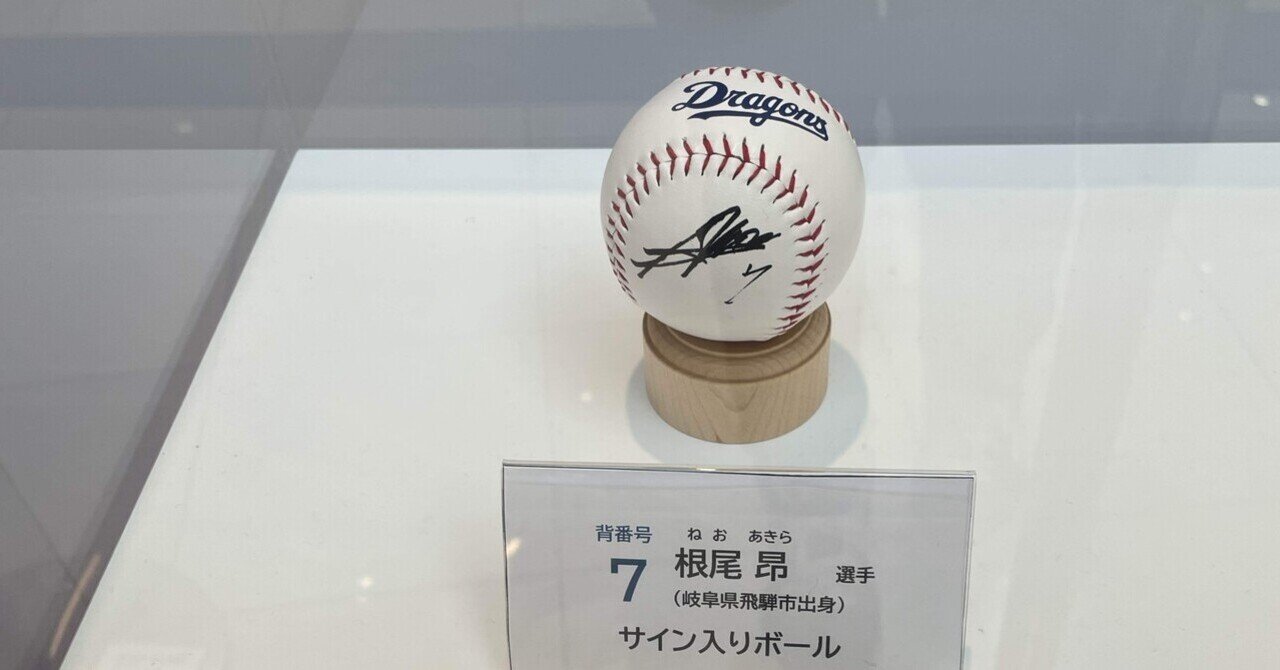 Dragons
7
背番号
ねお あきら
7 根尾 昂 選手
(岐阜県飛騨市出身)
サイン入りボール